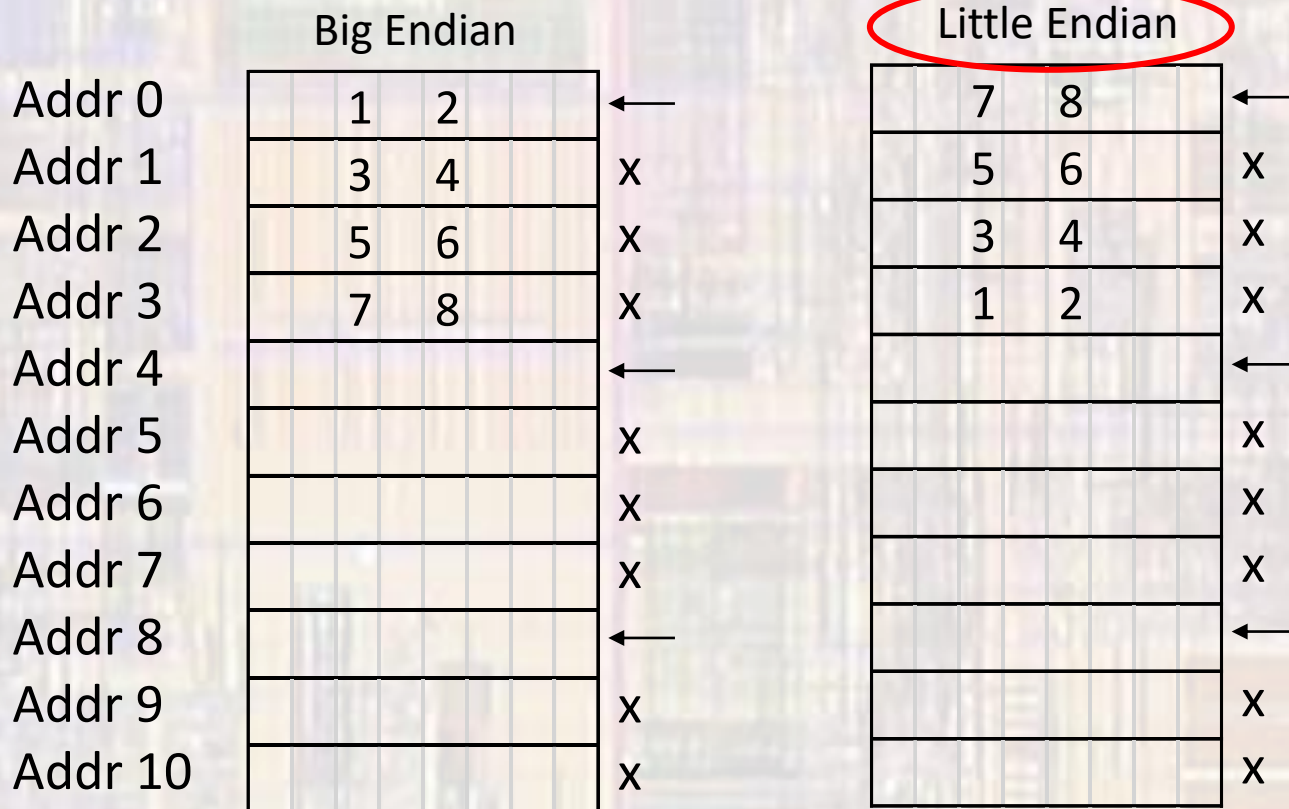 Big Endian Little Endian
Addr 0 1 2 7 8
Addr 1 3 4 x 5 6 x
Addr 2 5 6 x 3 4 x
Addr 3 7 8 x 1 2 x
Addr 4
Addr 5 x x
Addr 6 x x
Addr 7 x x
Addr 8
Addr 9 x x
Addr 10 x x